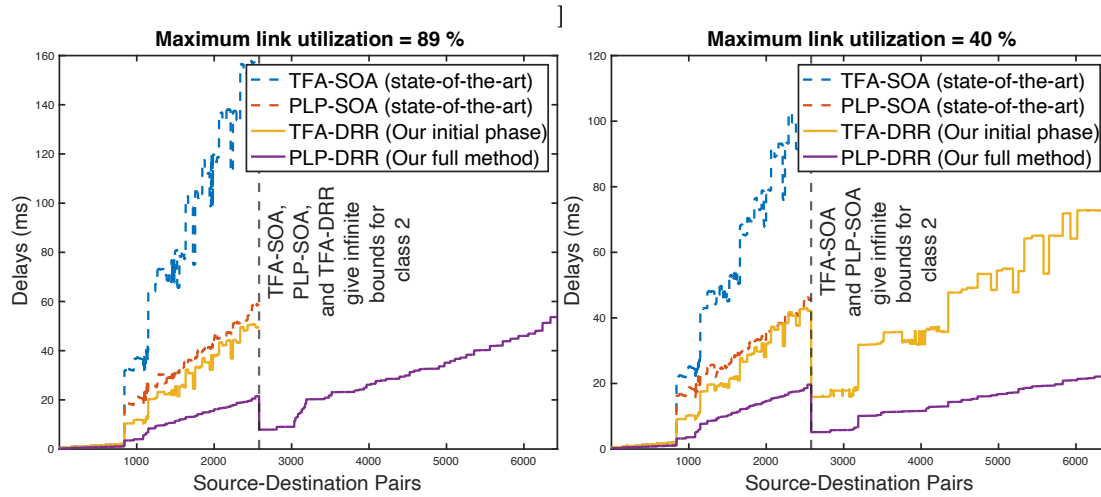 ]
Maximum link utilization = 89 %
160
140
120
100
80
60
40
20
0
Delays (ms)
TFA-SOA (state-of-the-art)
PLP-SOA (state-of-the-art)
TFA-DRR (Our initial phase)
PLP-DRR (Our full method)
TFA-SOA,
PLP-SOA,
and TFA-DRR
give infinite
bounds for
class 2
1000 2000 3000 4000 5000 6000
Source-Destination Pairs
Maximum link utilization = 40 %
120
100
80
60
40
20
0
Delays (ms)
TFA-SOA (state-of-the-art)
PLP-SOA (state-of-the-art)
TFA-DRR (Our initial phase)
PLP-DRR (Our full method)
TFA-SOA
and PLP-SOA
give infinite
bounds for
class 2
1000 2000 3000 4000 5000 6000
Source-Destination Pairs